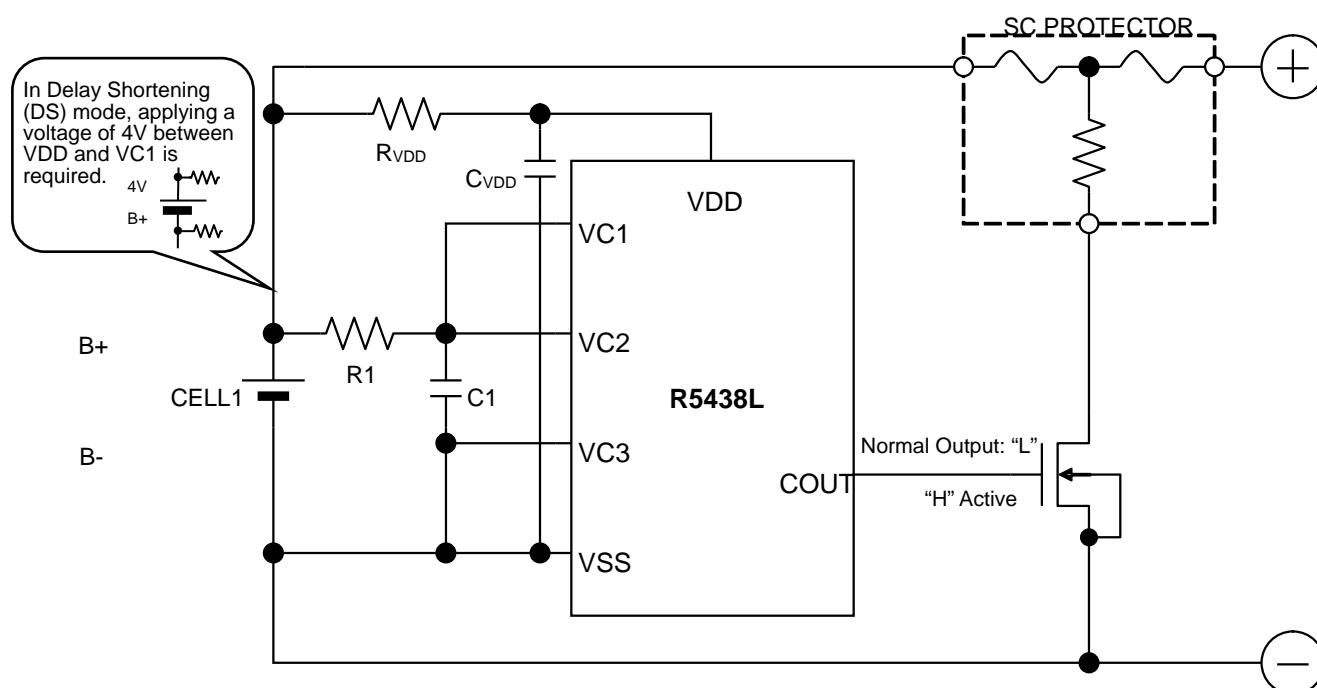 SC PROTECTOR
In Delay Shortening
(DS) mode, applying a
voltage of 4V between
VDD and VC1 is
required.
4V
B+
RVDD
CVDD
VDD
VC1
B+
R1
VC2
CELL1
C1
R5438L
B-
VC3
Normal Output: “L”
COUT
“H” Active
VSS